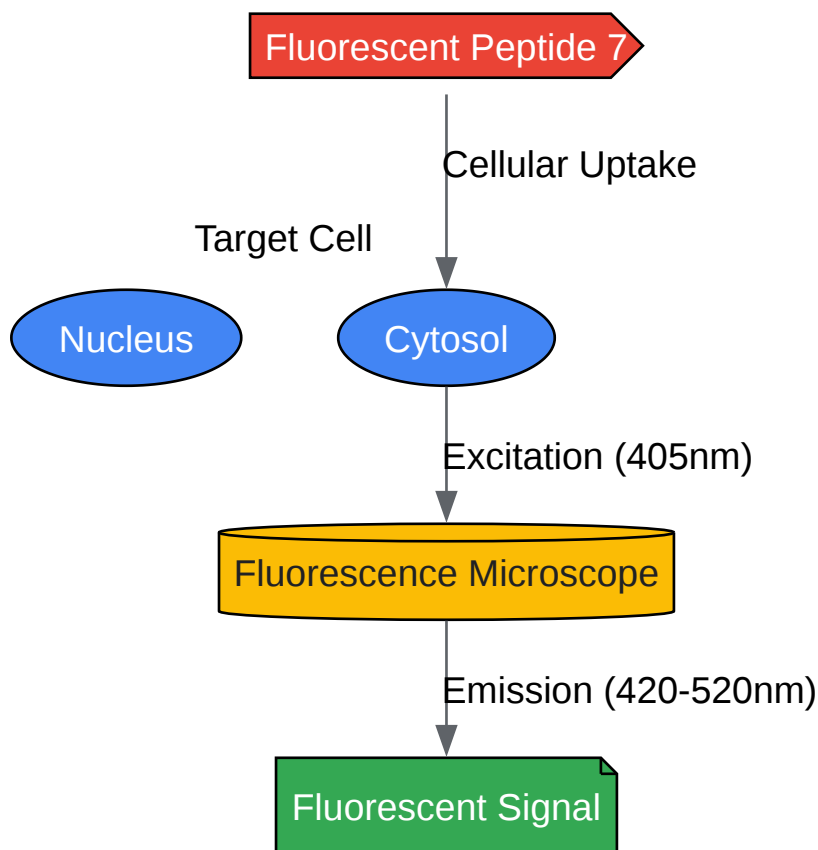 Fluorescent Peptide 7
Cellular Uptake
Target Cell
Nucleus
Cytosol
Excitation (405nm)
Fluorescence Microscope
Emission (420-520nm)
Fluorescent Signal